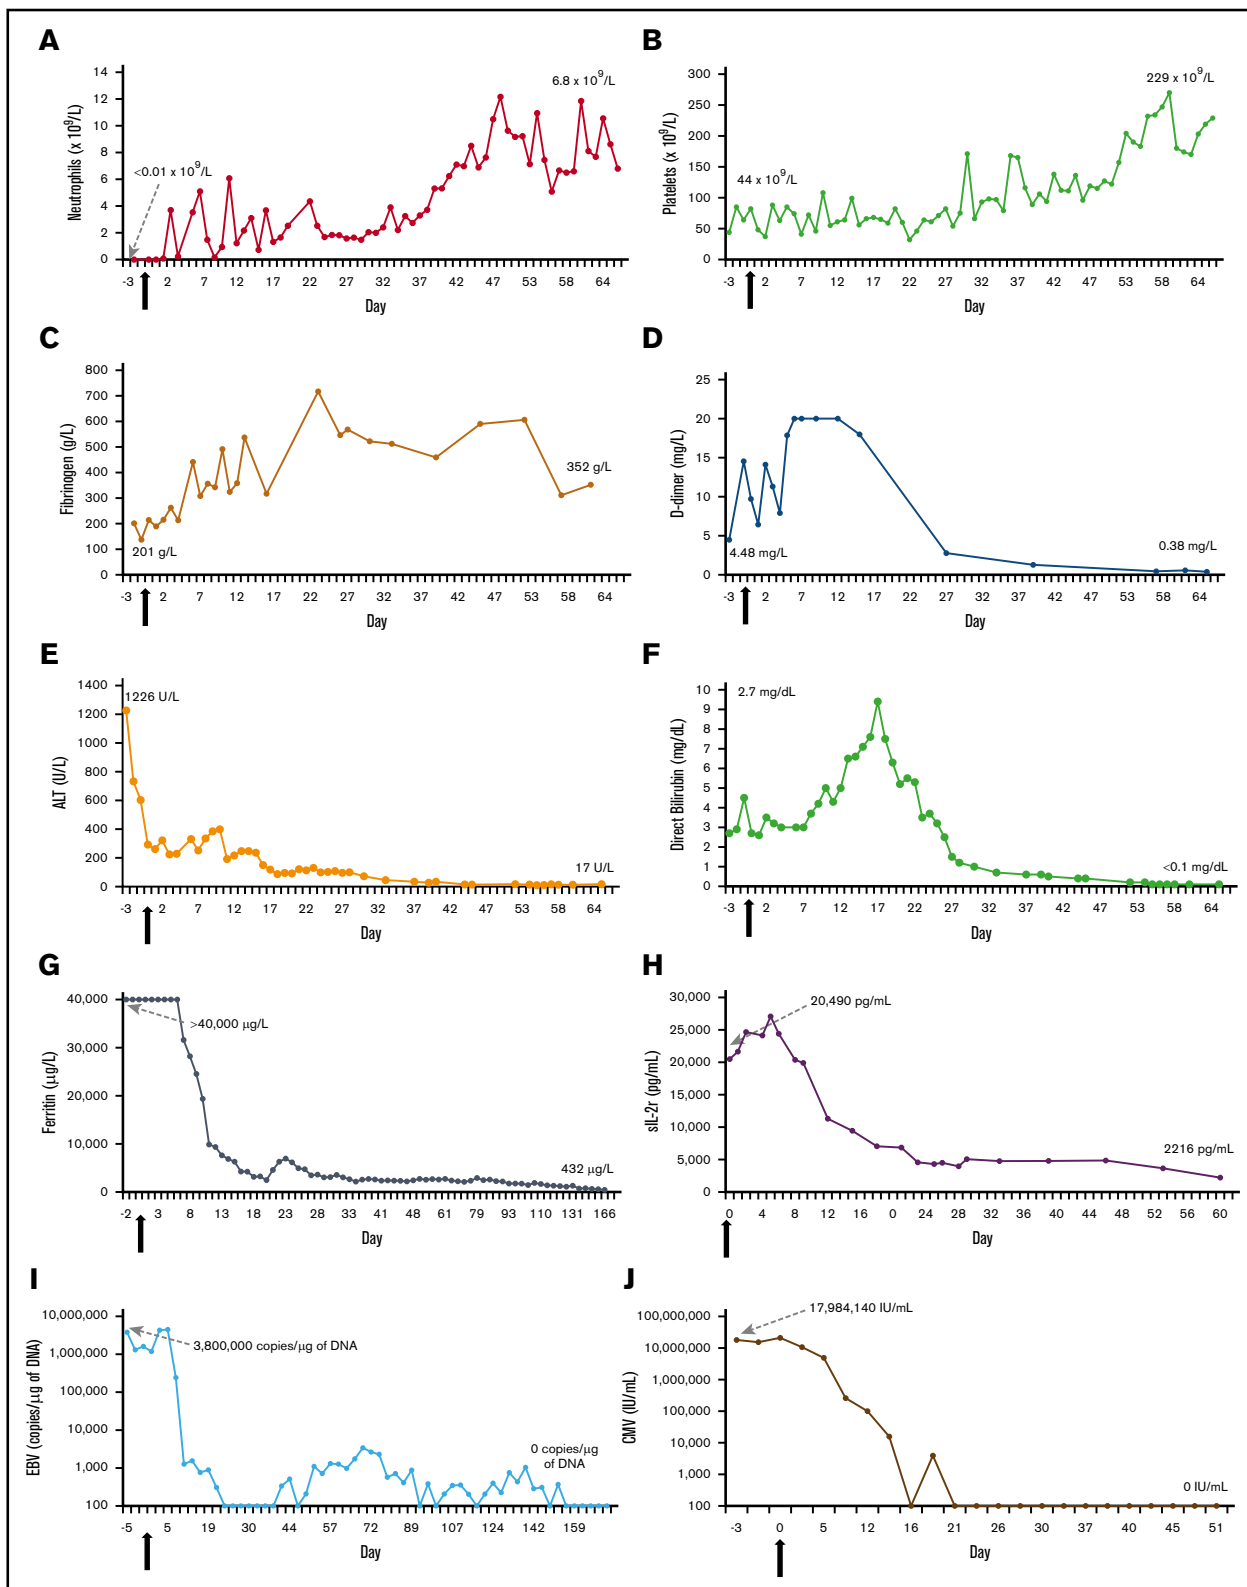 A
Neutrophils (x 10⁹/L)
14
12
10
8
6
4
2
0
<0.01 x 10⁹/L
6.8 x 10⁹/L
-3 2 7 12 17 22 27 32 37 42 47 53 58 64
Day
B
Platelets (x 10⁹/L)
300
250
200
150
100
50
0
44 x 10⁹/L
229 x 10⁹/L
-3 2 7 12 17 22 27 32 37 42 47 53 58 64
Day
C
Fibrinogen (g/L)
800
700
600
500
400
300
200
100
0
201 g/L
352 g/L
-3 2 7 12 17 22 27 32 37 42 47 53 64
Day
D
D-dimer (mg/L)
25
20
15
10
5
0
4.48 mg/L
0.38 mg/L
-3 2 7 12 17 22 27 32 37 42 47 53 58 64
Day
E
ALT (U/L)
1400
1200
1000
800
600
400
200
0
1226 U/L
17 U/L
-3 2 7 12 17 22 27 32 37 42 47 53 58 64
Day
F
Direct Bilirubin (mg/dL)
10
9
8
7
6
5
4
3
2
1
0
2.7 mg/dL
<0.1 mg/dL
-3 2 7 12 17 22 27 33 37 42 47 53 58 64
Day
G
Ferritin (µg/L)
40,000
30,000
20,000
10,000
0
>40,000 µg/L
432 µg/L
-2 3 8 13 18 23 28 33 41 51 61 79 93 110 131 166
Day
H
sIL-2r (pg/mL)
30,000
25,000
20,000
15,000
10,000
5,000
0
20,490 pg/mL
2216 pg/mL
0 4 8 12 16 0 24 28 32 36 40 44 48 52 56 60
Day
I
EBV (copies/µg of DNA)
10,000,000
1,000,000
100,000
10,000
1,000
100
3,800,000 copies/µg of DNA
0 copies/µg
of DNA
-5 5 19 30 44 57 72 89 107 124 142 159
Day
J
CMV (IU/mL)
100,000,000
10,000,000
1,000,000
100,000
10,000
1,000
100
17,984,140 IU/mL
0 IU/mL
-3 0 5 12 16 21 26 30 37 40 45 51
Day